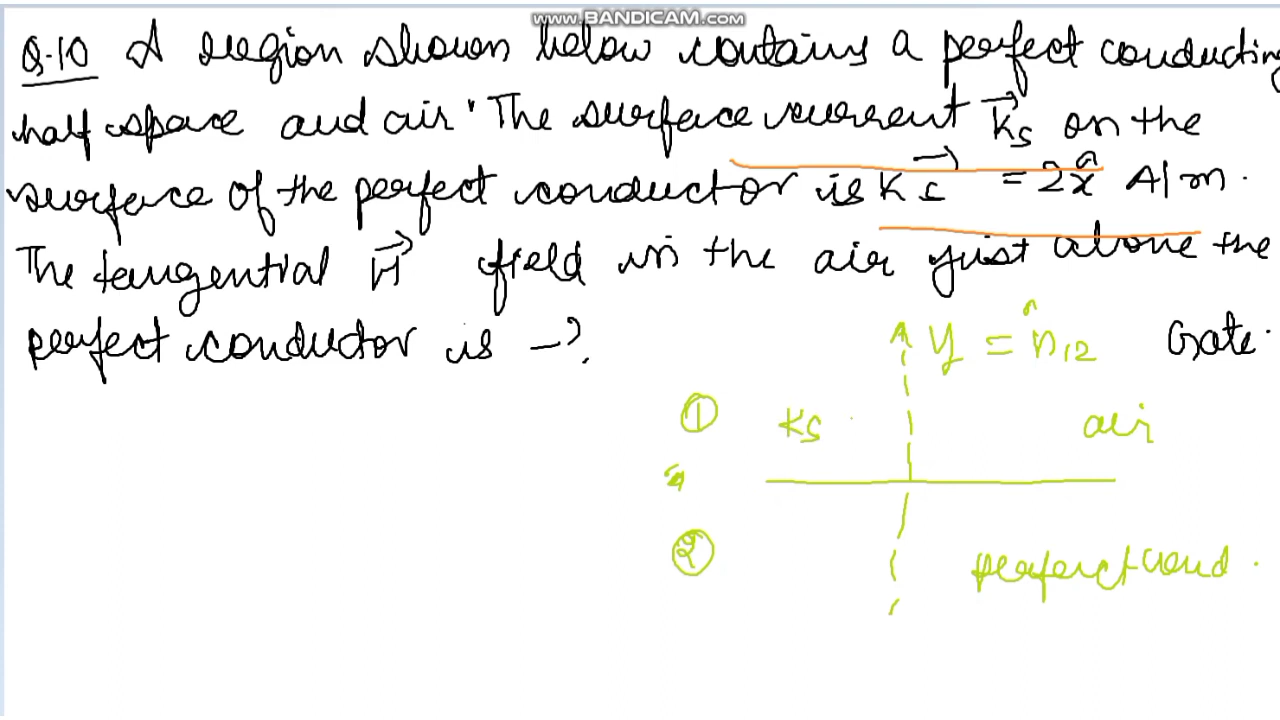 www.BANDICAM.com
Q.10 A region shown below contains a perfect conducting
half space and air. The surface current K⃗s on the
surface of the perfect conductor is K⃗s = 2x̂ A/m.
The tangential H⃗ field in the air just above the
perfect conductor is →?
y = n̂12 Gate.
① Ks air
② perfect cond.